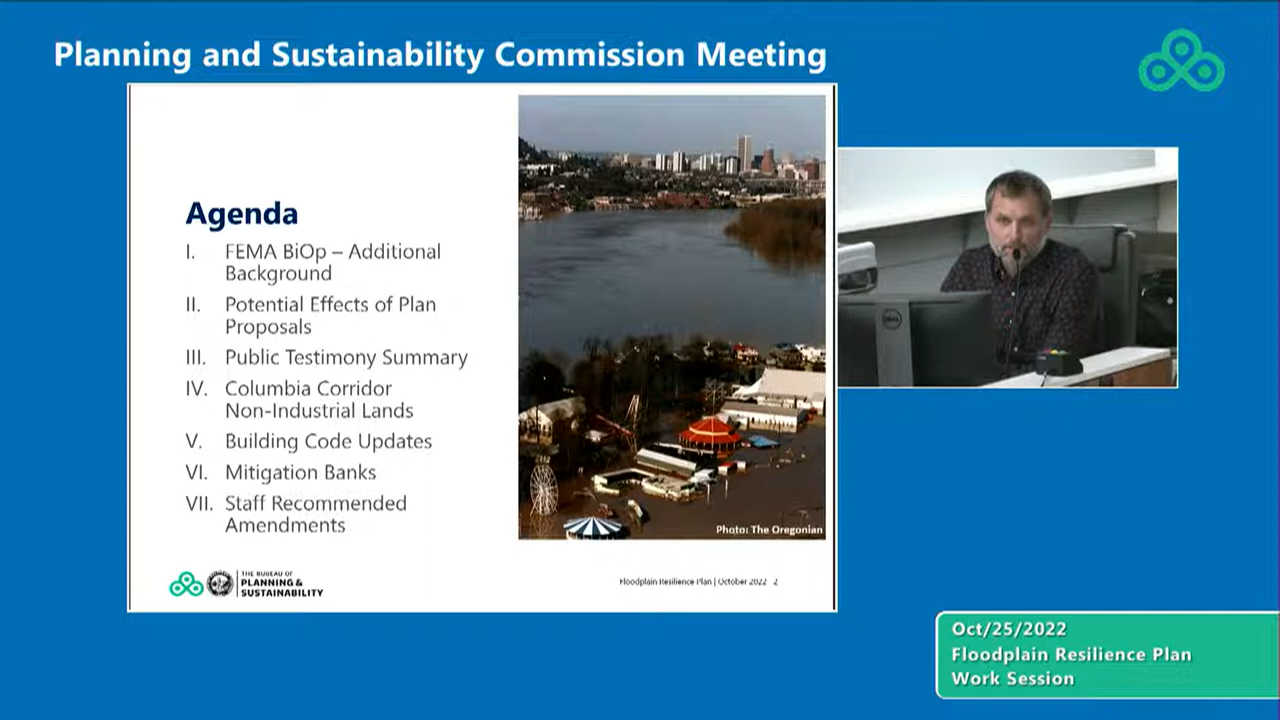 Planning and Sustainability Commission Meeting
Agenda
I. FEMA BiOp – Additional
Background
II. Potential Effects of Plan
Proposals
III. Public Testimony Summary
IV. Columbia Corridor
Non-Industrial Lands
V. Building Code Updates
VI. Mitigation Banks
VII. Staff Recommended
Amendments
Photo: The Oregonian
THE BUREAU OF
PLANNING &
SUSTAINABILITY
Floodplain Resilience Plan | October 2022 2
DELL
Oct/25/2022
Floodplain Resilience Plan
Work Session